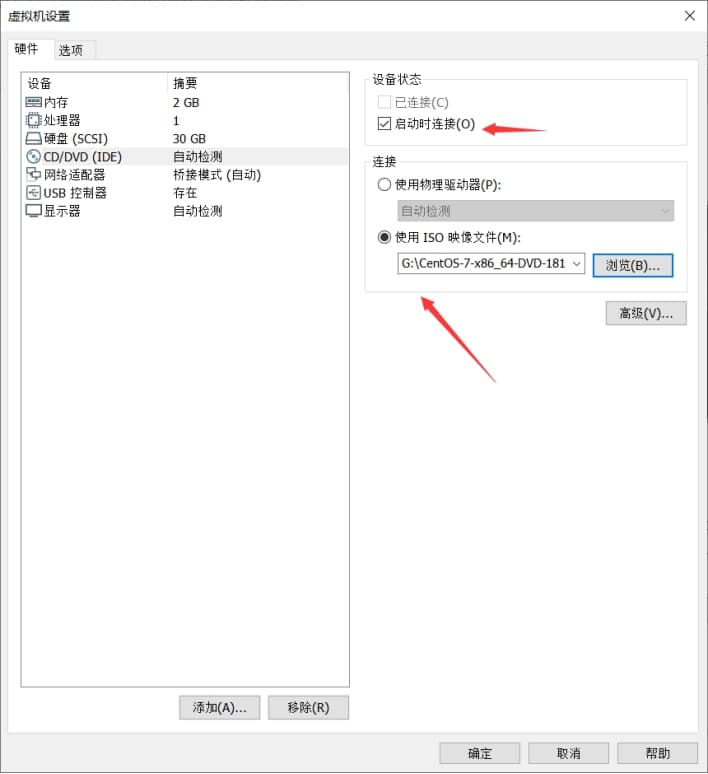 虚拟机设置
硬件 选项
设备 摘要
内存 2 GB
处理器 1
硬盘 (SCSI) 30 GB
CD/DVD (IDE) 自动检测
网络适配器 桥接模式 (自动)
USB 控制器 存在
显示器 自动检测
添加(A)... 移除(R)
设备状态
已连接(C)
启动时连接(O)
连接
使用物理驱动器(P):
自动检测
使用 ISO 映像文件(M):
G:\CentOS-7-x86_64-DVD-181
浏览(B)...
高级(V)...
确定 取消 帮助